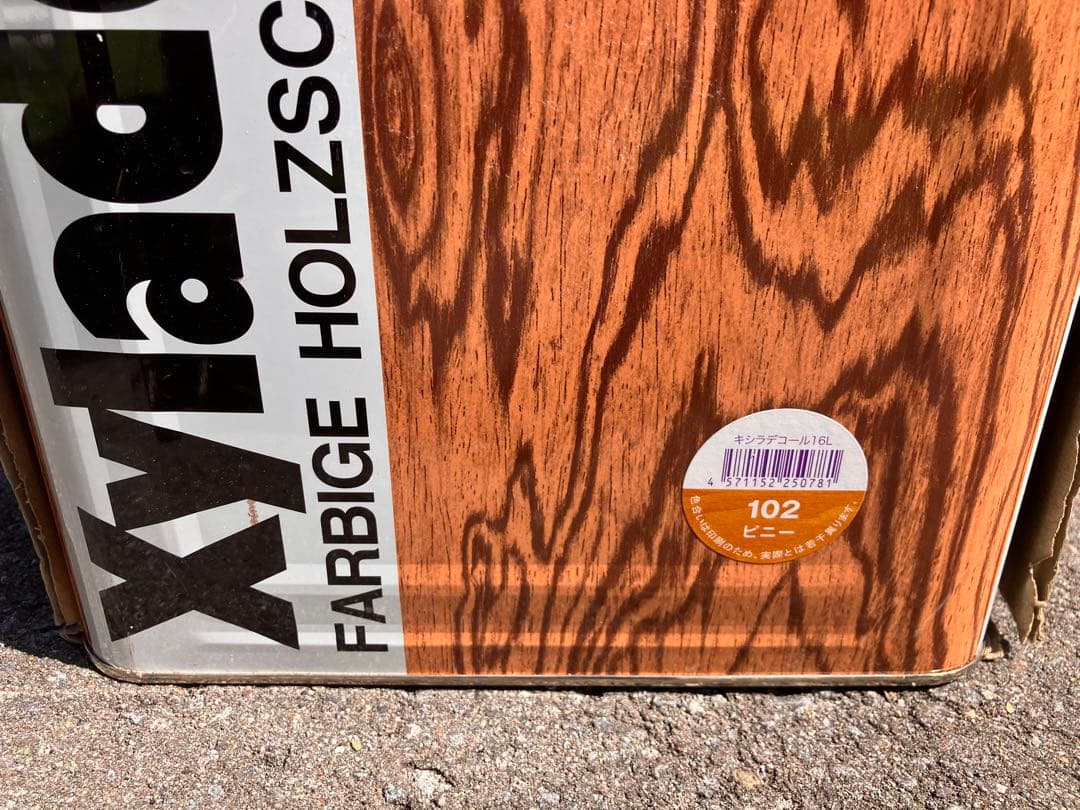 xylad
FARBIGE HOLZSC
キシラデコール16L
4 571152 250781
102
ピニー
色合いは印刷のため、実際とは若干異ります。